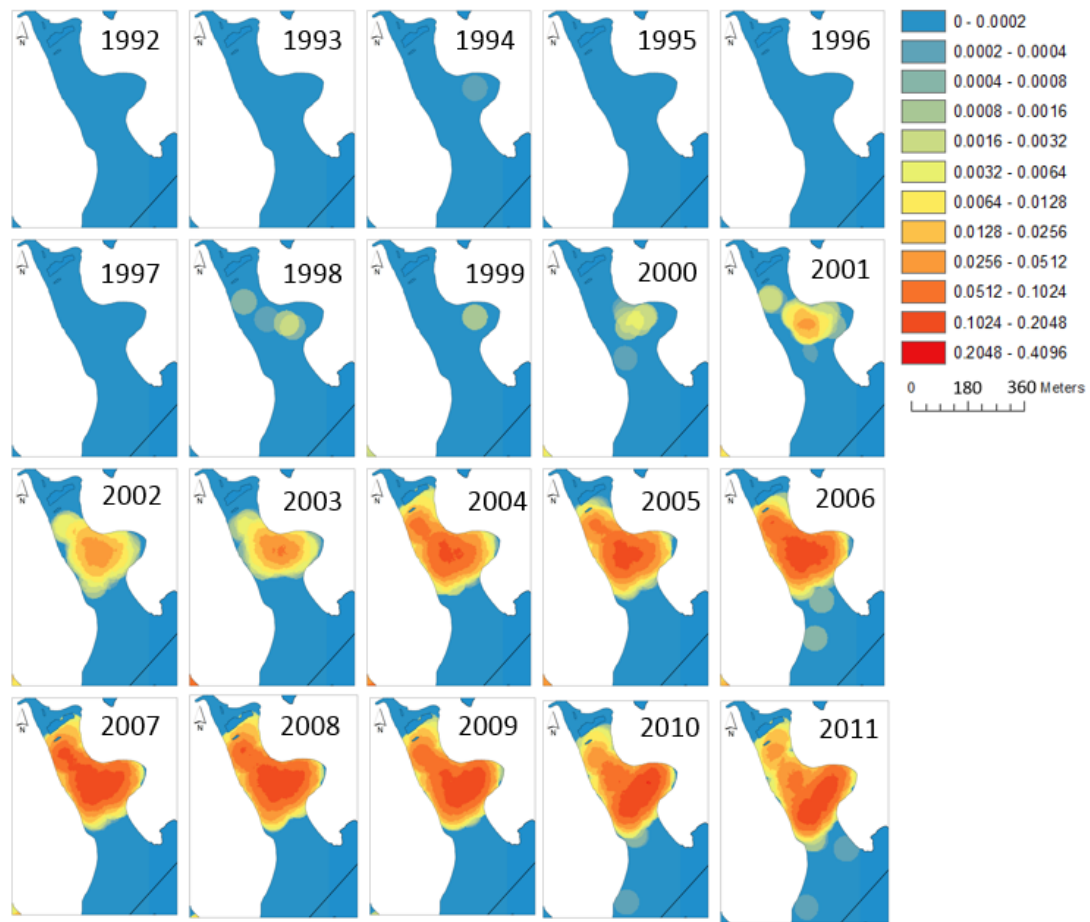 1992 1993 1994 1995 1996
N N N N N
1997 1998 1999 2000 2001
N N N N N
2002 2003 2004 2005 2006
N N N N N
2007 2008 2009 2010 2011
N N N N N
0 - 0.0002
0.0002 - 0.0004
0.0004 - 0.0008
0.0008 - 0.0016
0.0016 - 0.0032
0.0032 - 0.0064
0.0064 - 0.0128
0.0128 - 0.0256
0.0256 - 0.0512
0.0512 - 0.1024
0.1024 - 0.2048
0.2048 - 0.4096
0 180 360 Meters